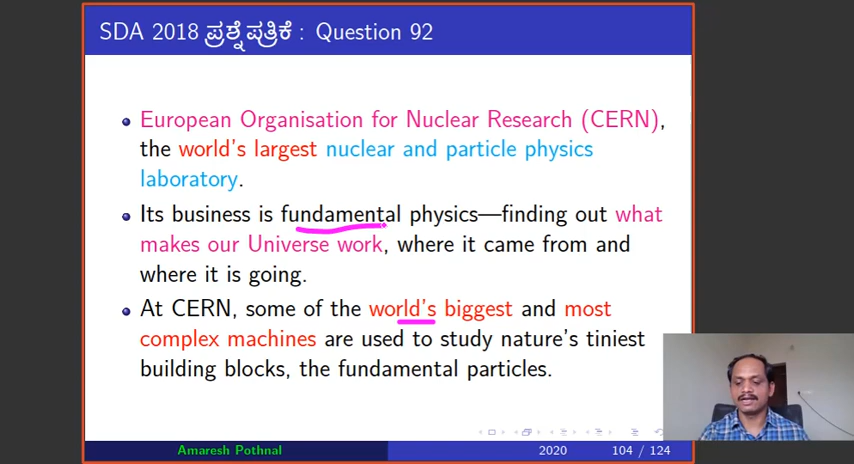 SDA 2018 ಪ್ರಶ್ನೆಪತ್ರಿಕೆ : Question 92
European Organisation for Nuclear Research (CERN),
the world's largest nuclear and particle physics
laboratory.
Its business is fundamental physics—finding out what
makes our Universe work, where it came from and
where it is going.
At CERN, some of the world's biggest and most
complex machines are used to study nature's tiniest
building blocks, the fundamental particles.
Amaresh Pothnal 2020 104 / 124